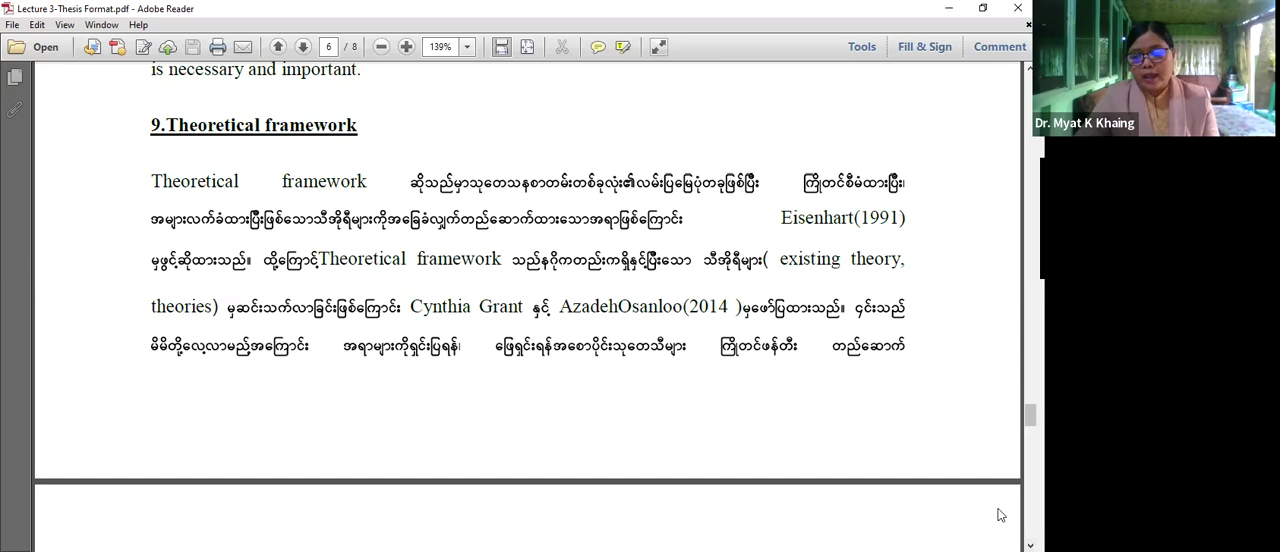 Lecture 3-Thesis Format.pdf - Adobe Reader
File Edit View Window Help
Open 6 / 8 139% Tools Fill & Sign Comment
is necessary and important.
9.Theoretical framework
Theoretical framework ဆိုသည်မှာသုတေသနစာတမ်းတစ်ခုလုံး၏လမ်းပြမြေပုံတခုဖြစ်ပြီး ကြိုတင်စီမံထားပြီး၊
အများလက်ခံထားပြီးဖြစ်သောသီအိုရီများကိုအခြေခံလျှက်တည်ဆောက်ထားသောအရာဖြစ်ကြောင်း Eisenhart(1991)
မှဖွင့်ဆိုထားသည်။ ထို့ကြောင့်Theoretical framework သည်နဂိုကတည်းကရှိနှင့်ပြီးသော သီအိုရီများ( existing theory,
theories) မှဆင်းသက်လာခြင်းဖြစ်ကြောင်း Cynthia Grant နှင့် AzadehOsanloo(2014 )မှဖော်ပြထားသည်။ ၎င်းသည်
မိမိတို့လေ့လာမည့်အကြောင်း အရာများကိုရှင်းပြရန်၊ ဖြေရှင်းရန်အစောပိုင်းသုတေသီများ ကြိုတင်ဖန်တီး တည်ဆောက်
Dr. Myat K Khaing